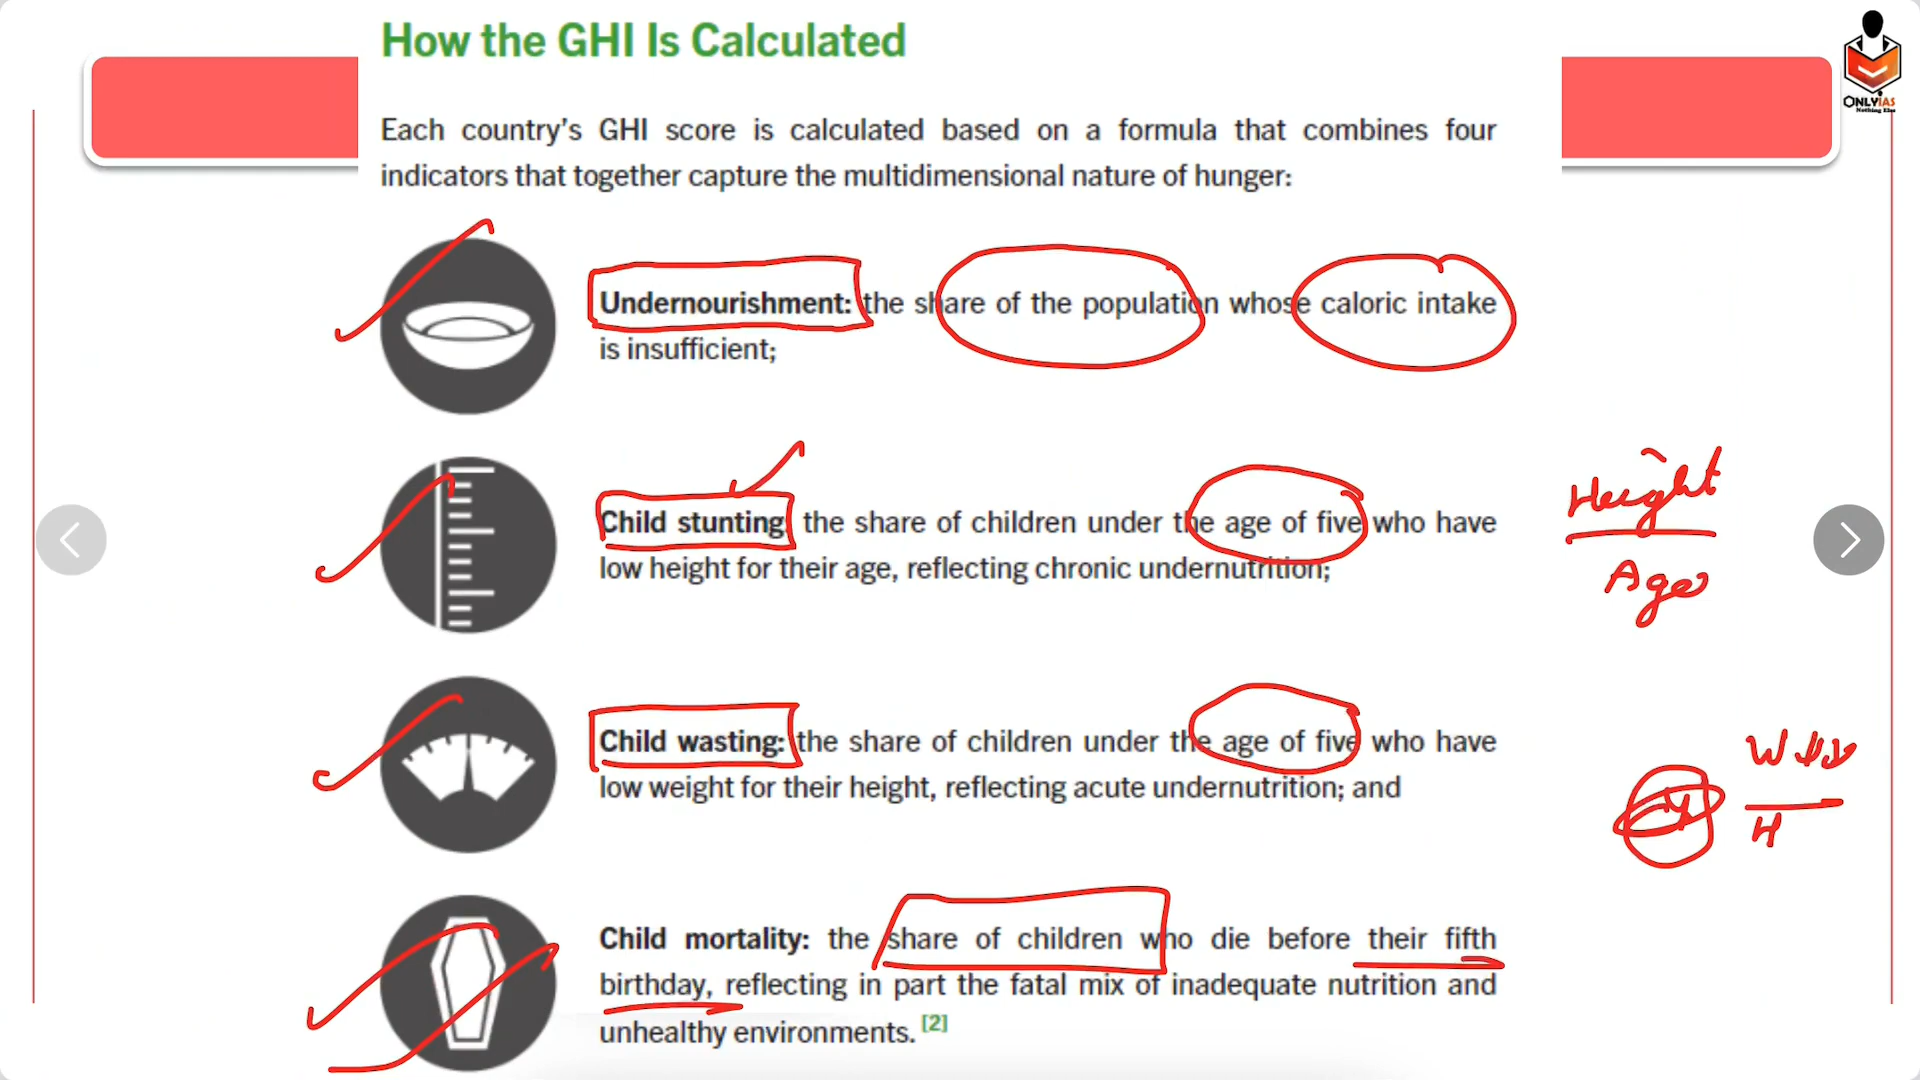 How the GHI Is Calculated
ONLYIAS
Nothing Else
Each country's GHI score is calculated based on a formula that combines four
indicators that together capture the multidimensional nature of hunger:
Undernourishment: the share of the population whose caloric intake
is insufficient;
Child stunting: the share of children under the age of five who have
low height for their age, reflecting chronic undernutrition;
Height
Age
Child wasting: the share of children under the age of five who have
low weight for their height, reflecting acute undernutrition; and
W
H
Child mortality: the share of children who die before their fifth
birthday, reflecting in part the fatal mix of inadequate nutrition and
unhealthy environments. [2]